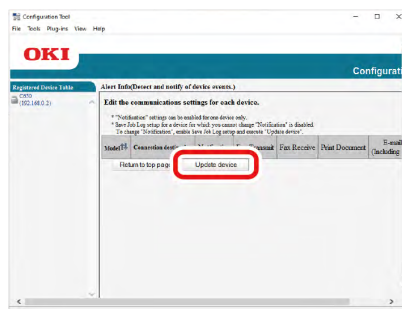 Configuration Tool
File Tools Plug-ins View Help
OKI
Configurati
Registered Device Table
C650
(192.168.0.2)
Alert Info(Detect and notify of device events.)
Edit the communications settings for each device.
* "Notification" settings can be enabled for one device only.
* Save Job Log setup for a device for which you cannot change "Notification" is disabled.
To change "Notification", enable Save Job Log setup and execute "Update device".
Model Connection desti Fax Receive Print Document E-mail
(Including
Return to top page Update device